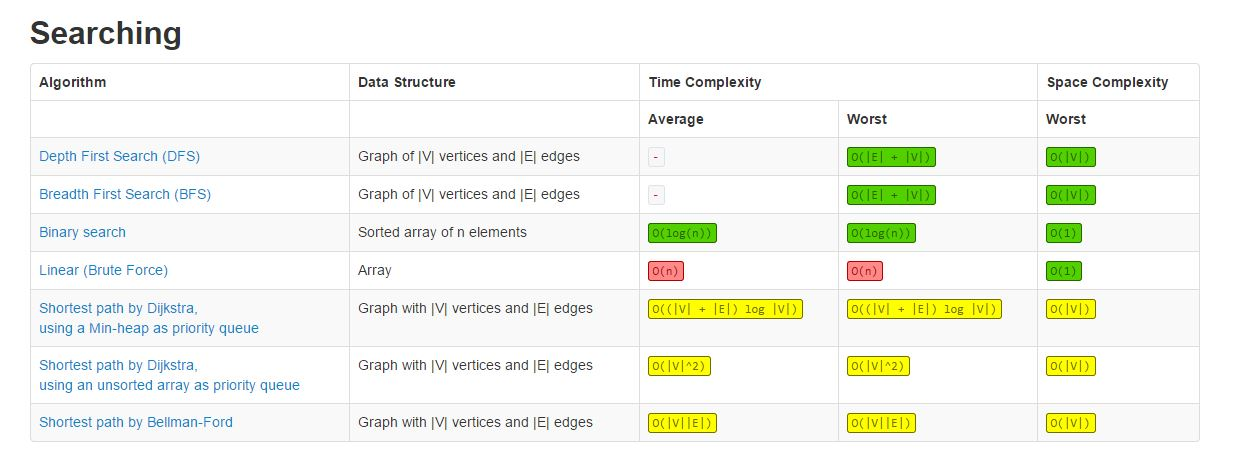 Searching
Algorithm Data Structure Time Complexity Space Complexity
Average Worst Worst
Depth First Search (DFS) Graph of |V| vertices and |E| edges - O(|E| + |V|) O(|V|)
Breadth First Search (BFS) Graph of |V| vertices and |E| edges - O(|E| + |V|) O(|V|)
Binary search Sorted array of n elements O(log(n)) O(log(n)) O(1)
Linear (Brute Force) Array O(n) O(n) O(1)
Shortest path by Dijkstra, Graph with |V| vertices and |E| edges O((|V| + |E|) log |V|) O((|V| + |E|) log |V|) O(|V|)
using a Min-heap as priority queue
Shortest path by Dijkstra, Graph with |V| vertices and |E| edges O(|V|^2) O(|V|^2) O(|V|)
using an unsorted array as priority queue
Shortest path by Bellman-Ford Graph with |V| vertices and |E| edges O(|V||E|) O(|V||E|) O(|V|)